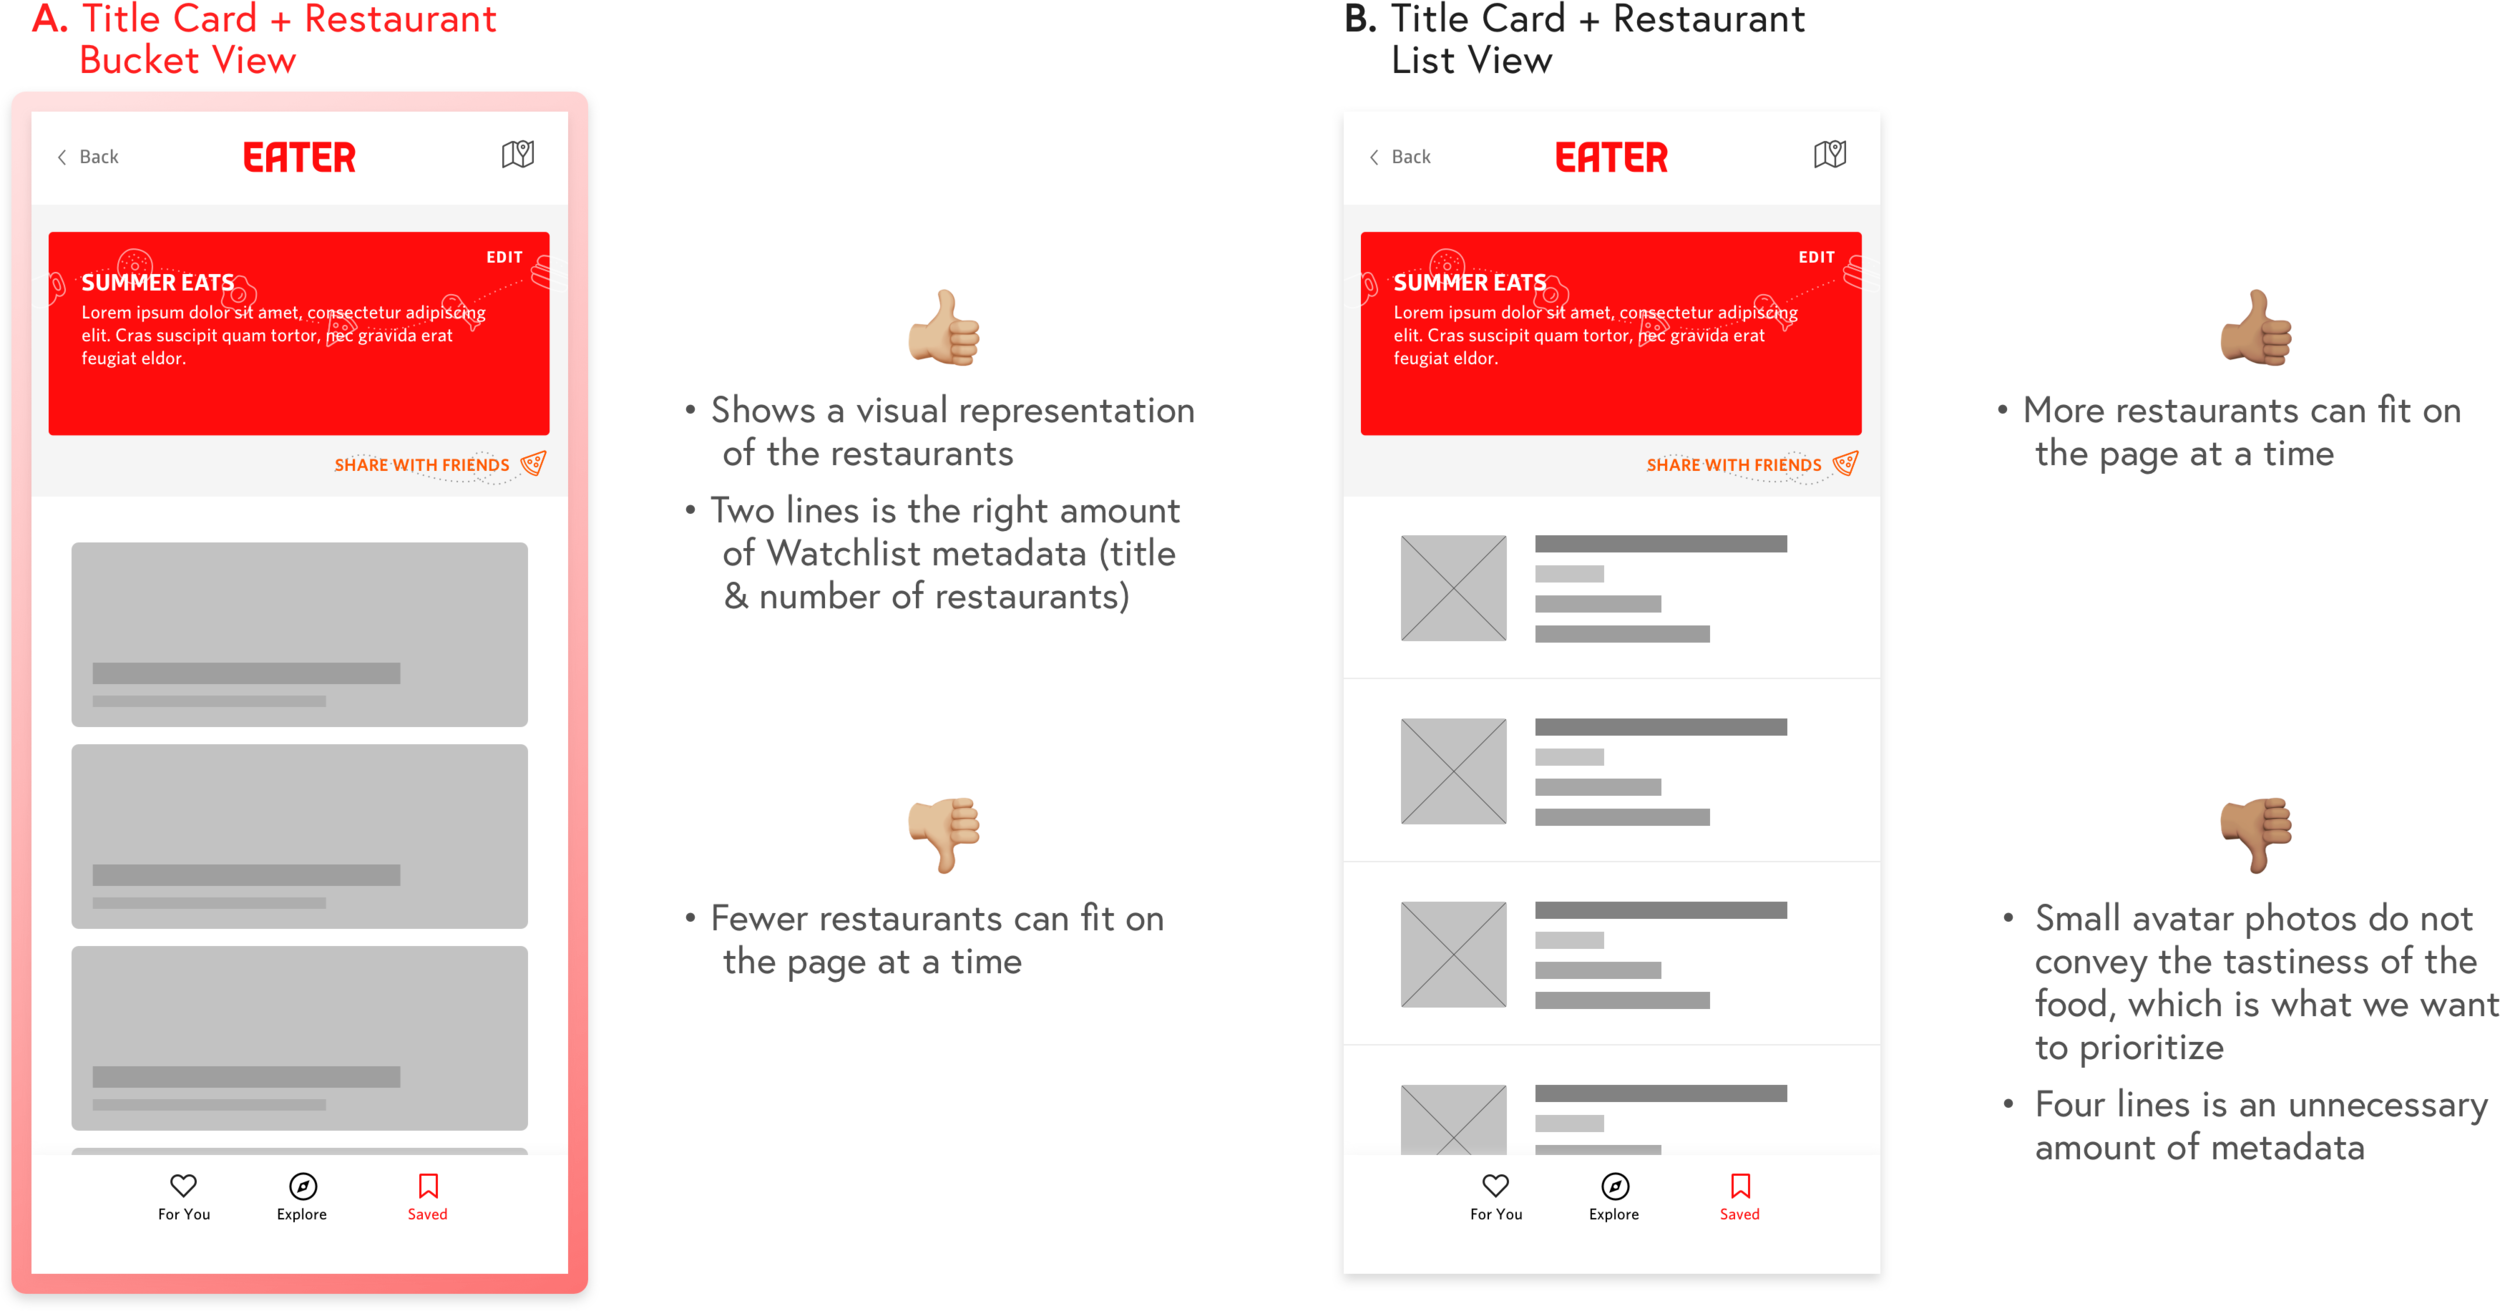 A. Title Card + Restaurant
Bucket View
< Back
EATER
SUMMER EATS
EDIT
Lorem ipsum dolor sit amet, consectetur adipiscing
elit. Cras suscipit quam tortor, nec gravida erat
feugiat eldor.
SHARE WITH FRIENDS
For You
Explore
Saved
• Shows a visual representation
of the restaurants
• Two lines is the right amount
of Watchlist metadata (title
& number of restaurants)
• Fewer restaurants can fit on
the page at a time
B. Title Card + Restaurant
List View
< Back
EATER
SUMMER EATS
EDIT
Lorem ipsum dolor sit amet, consectetur adipiscing
elit. Cras suscipit quam tortor, nec gravida erat
feugiat eldor.
SHARE WITH FRIENDS
For You
Explore
Saved
• More restaurants can fit on
the page at a time
• Small avatar photos do not
convey the tastiness of the
food, which is what we want
to prioritize
• Four lines is an unnecessary
amount of metadata